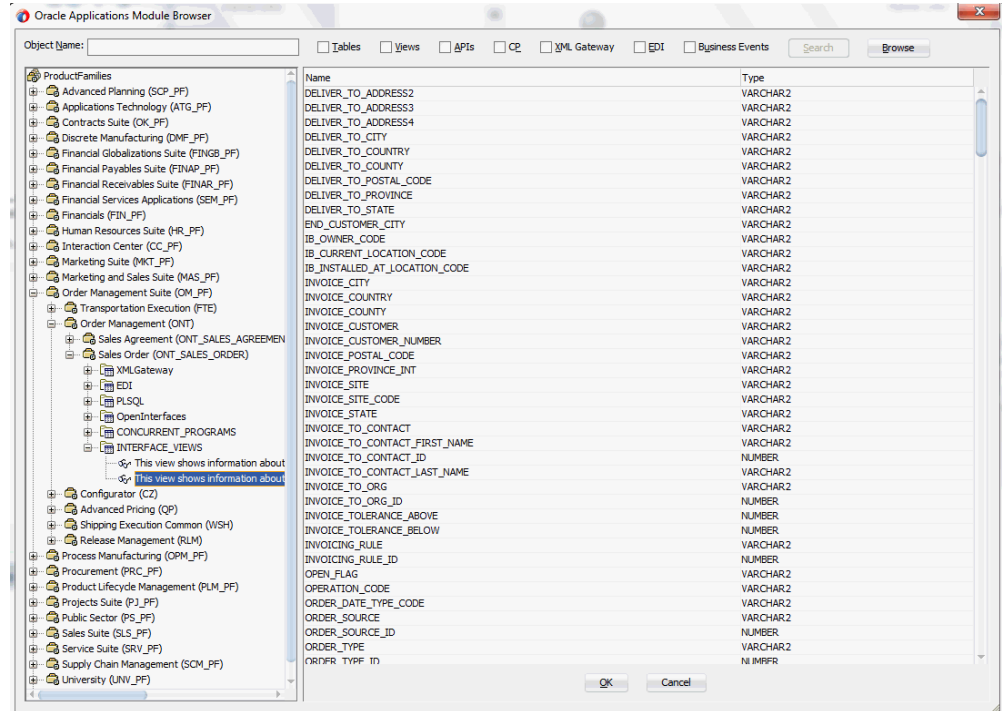 Oracle Applications Module Browser
Object Name: Tables Views APIs CP XML Gateway EDI Business Events Search Browse
ProductFamilies
Advanced Planning (SCP_PF)
Applications Technology (ATG_PF)
Contracts Suite (OK_PF)
Discrete Manufacturing (DMF_PF)
Financial Globalizations Suite (FINGB_PF)
Financial Payables Suite (FINAP_PF)
Financial Receivables Suite (FINAR_PF)
Financial Services Applications (SEM_PF)
Financials (FIN_PF)
Human Resources Suite (HR_PF)
Interaction Center (CC_PF)
Marketing Suite (MKT_PF)
Marketing and Sales Suite (MAS_PF)
Order Management Suite (OM_PF)
Transportation Execution (FTE)
Order Management (ONT)
Sales Agreement (ONT_SALES_AGREEMEN
Sales Order (ONT_SALES_ORDER)
XMLGateway
EDI
PLSQL
OpenInterfaces
CONCURRENT_PROGRAMS
INTERFACE_VIEWS
This view shows information about
This view shows information about
Configurator (CZ)
Advanced Pricing (QP)
Shipping Execution Common (WSH)
Release Management (RLM)
Process Manufacturing (OPM_PF)
Procurement (PRC_PF)
Product Lifecycle Management (PLM_PF)
Projects Suite (PJ_PF)
Public Sector (PS_PF)
Sales Suite (SLS_PF)
Service Suite (SRV_PF)
Supply Chain Management (SCM_PF)
University (UNV_PF)
Name Type
DELIVER_TO_ADDRESS2 VARCHAR2
DELIVER_TO_ADDRESS3 VARCHAR2
DELIVER_TO_ADDRESS4 VARCHAR2
DELIVER_TO_CITY VARCHAR2
DELIVER_TO_COUNTRY VARCHAR2
DELIVER_TO_COUNTY VARCHAR2
DELIVER_TO_POSTAL_CODE VARCHAR2
DELIVER_TO_PROVINCE VARCHAR2
DELIVER_TO_STATE VARCHAR2
END_CUSTOMER_CITY VARCHAR2
IB_OWNER_CODE VARCHAR2
IB_CURRENT_LOCATION_CODE VARCHAR2
IB_INSTALLED_AT_LOCATION_CODE VARCHAR2
INVOICE_CITY VARCHAR2
INVOICE_COUNTRY VARCHAR2
INVOICE_COUNTY VARCHAR2
INVOICE_CUSTOMER VARCHAR2
INVOICE_CUSTOMER_NUMBER VARCHAR2
INVOICE_POSTAL_CODE VARCHAR2
INVOICE_PROVINCE_INT VARCHAR2
INVOICE_SITE VARCHAR2
INVOICE_SITE_CODE VARCHAR2
INVOICE_STATE VARCHAR2
INVOICE_TO_CONTACT VARCHAR2
INVOICE_TO_CONTACT_FIRST_NAME VARCHAR2
INVOICE_TO_CONTACT_ID NUMBER
INVOICE_TO_CONTACT_LAST_NAME VARCHAR2
INVOICE_TO_ORG VARCHAR2
INVOICE_TO_ORG_ID NUMBER
INVOICE_TOLERANCE_ABOVE NUMBER
INVOICE_TOLERANCE_BELOW NUMBER
INVOICING_RULE VARCHAR2
INVOICING_RULE_ID NUMBER
OPEN_FLAG VARCHAR2
OPERATION_CODE VARCHAR2
ORDER_DATE_TYPE_CODE VARCHAR2
ORDER_SOURCE VARCHAR2
ORDER_SOURCE_ID NUMBER
ORDER_TYPE VARCHAR2
ORDER_TYPE_ID NUMBER
OK Cancel